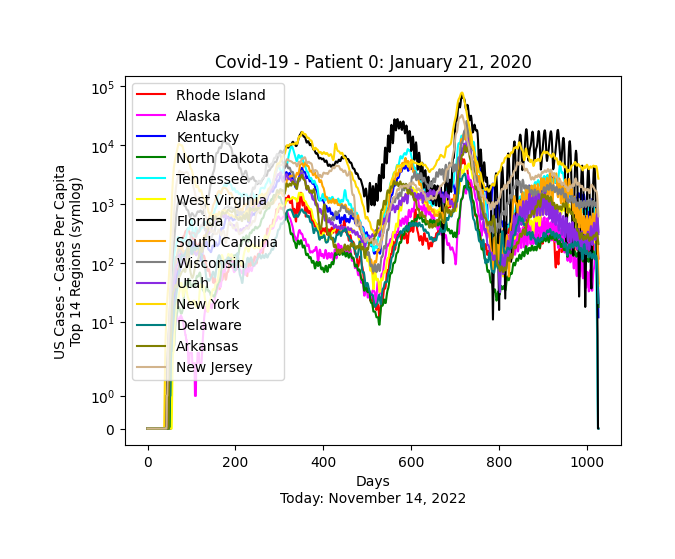 Covid-19 - Patient 0: January 21, 2020
US Cases - Cases Per Capita
Top 14 Regions (symlog)
10^5
10^4
10^3
10^2
10^1
10^0
0
Rhode Island
Alaska
Kentucky
North Dakota
Tennessee
West Virginia
Florida
South Carolina
Wisconsin
Utah
New York
Delaware
Arkansas
New Jersey
0 200 400 600 800 1000
Days
Today: November 14, 2022